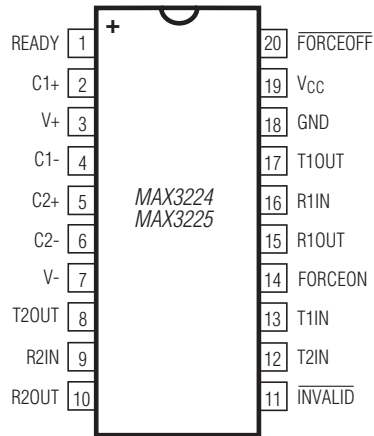 +
READY 1
C1+ 2
V+ 3
C1- 4
C2+ 5
C2- 6
V- 7
T2OUT 8
R2IN 9
R2OUT 10
MAX3224
MAX3225
20 FORCEOFF
19 VCC
18 GND
17 T1OUT
16 R1IN
15 R1OUT
14 FORCEON
13 T1IN
12 T2IN
11 INVALID